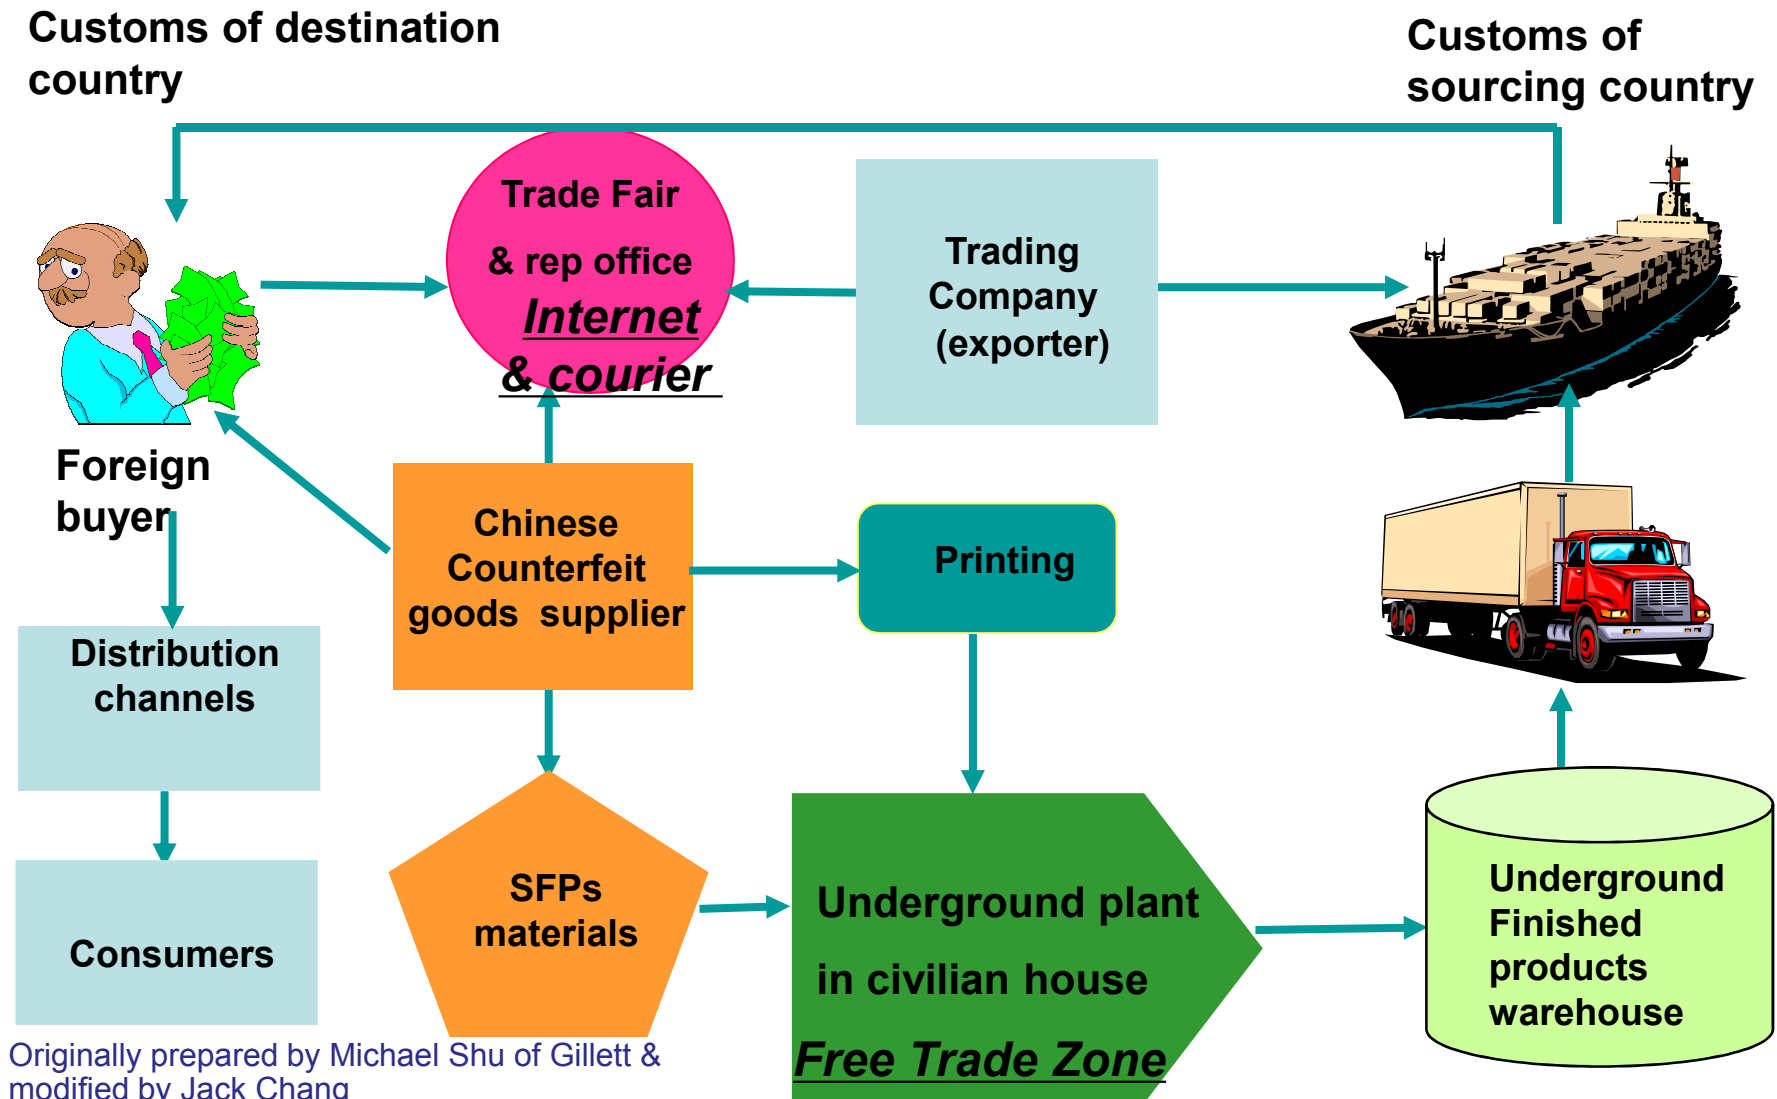 Customs of destination
country
Customs of
sourcing country
Trade Fair
& rep office
Internet
& courier
Trading
Company
(exporter)
Foreign
buyer
Chinese
Counterfeit
goods supplier
Printing
Distribution
channels
SFPs
materials
Underground plant
in civilian house
Free Trade Zone
Underground
Finished
products
warehouse
Consumers
Originally prepared by Michael Shu of Gillett &
modified by Jack Chang